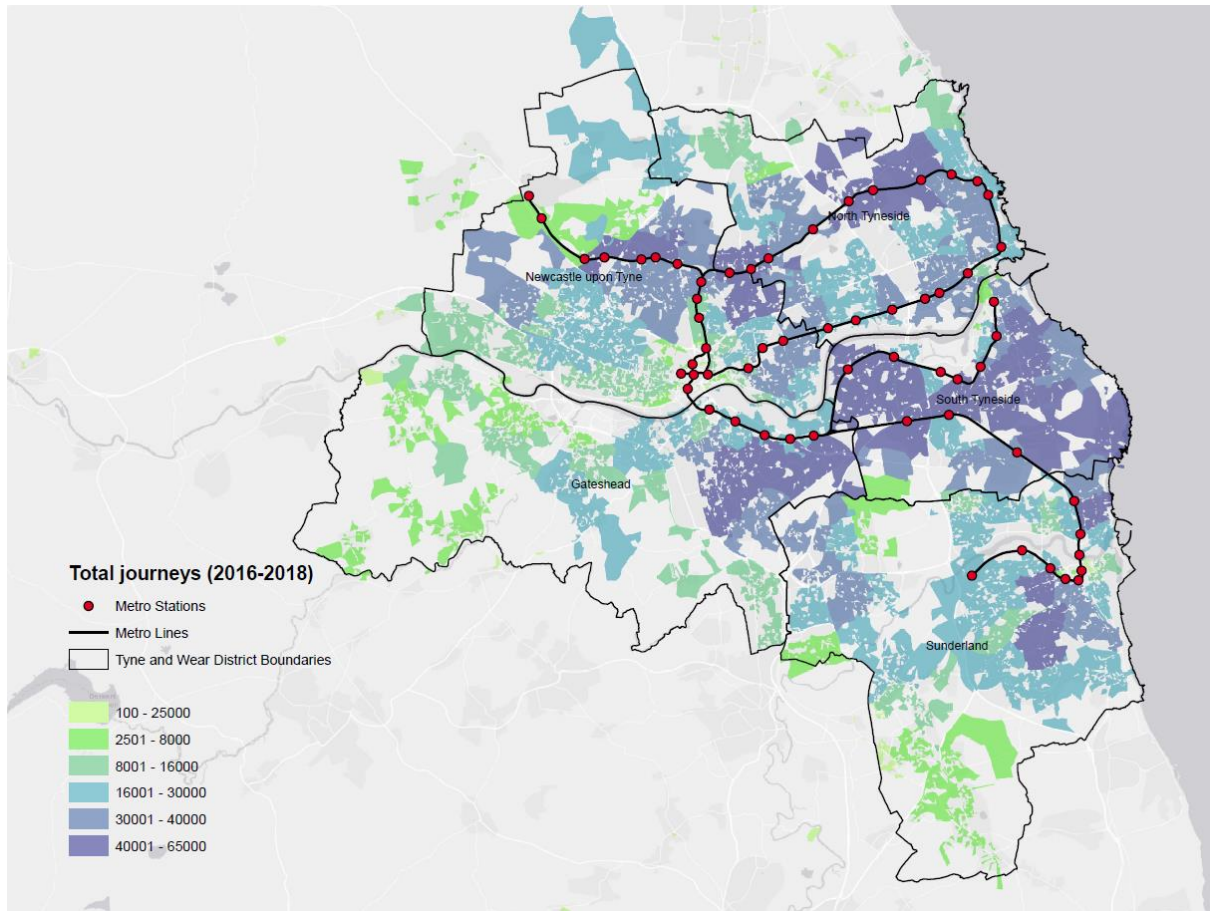 North Tyneside
Newcastle upon Tyne
South Tyneside
Gateshead
Sunderland
Total journeys (2016-2018)
Metro Stations
Metro Lines
Tyne and Wear District Boundaries
100 - 25000
2501 - 8000
8001 - 16000
16001 - 30000
30001 - 40000
40001 - 65000